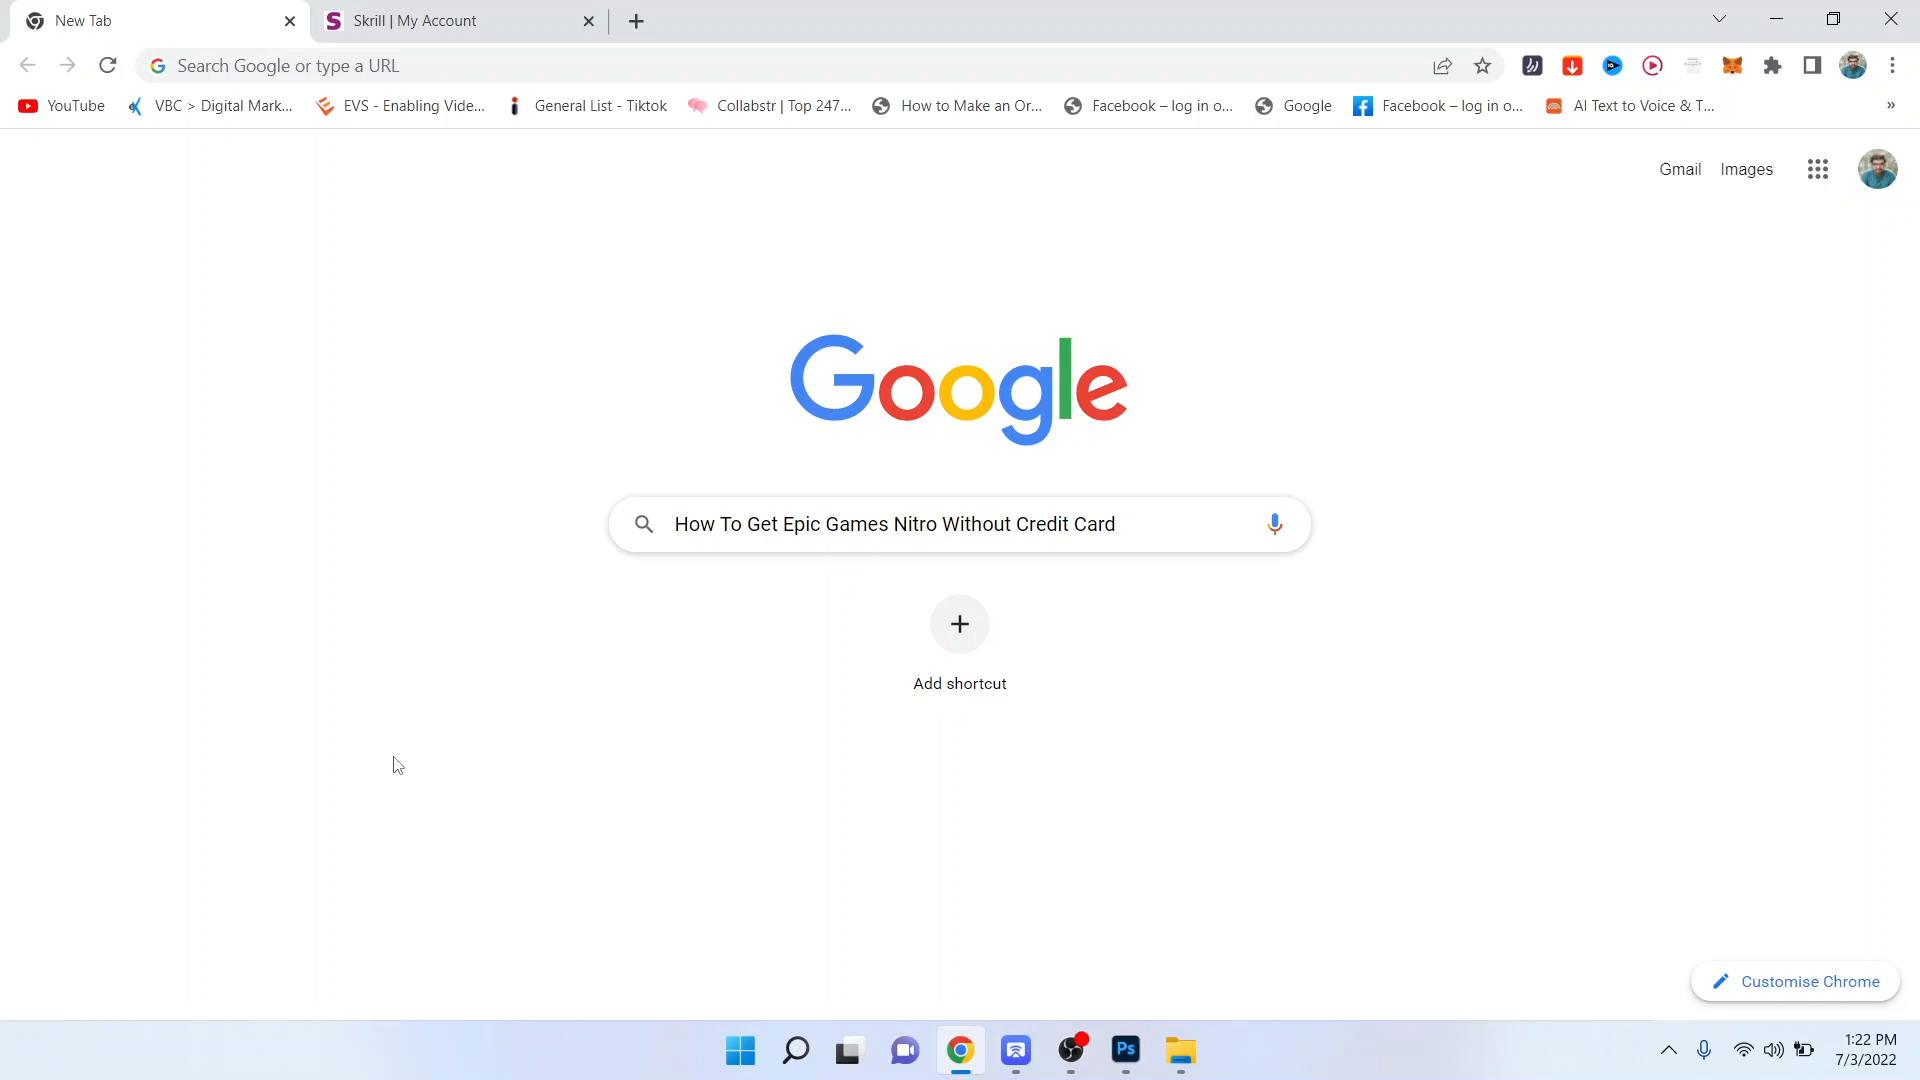 New Tab
Skrill | My Account
Search Google or type a URL
YouTube
VBC > Digital Mark...
EVS - Enabling Vide...
General List - Tiktok
Collabstr | Top 247...
How to Make an Or...
Facebook – log in o...
Google
Facebook – log in o...
AI Text to Voice & T...
»
Gmail
Images
Google
How To Get Epic Games Nitro Without Credit Card
Add shortcut
Customise Chrome
Ps
1:22 PM
7/3/2022